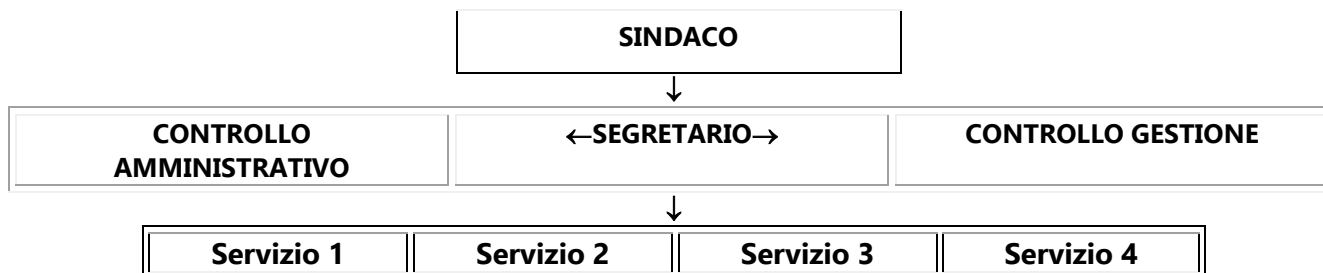 SINDACO
↓
CONTROLLO AMMINISTRATIVO
←SEGRETARIO→
CONTROLLO GESTIONE
↓
Servizio 1
Servizio 2
Servizio 3
Servizio 4